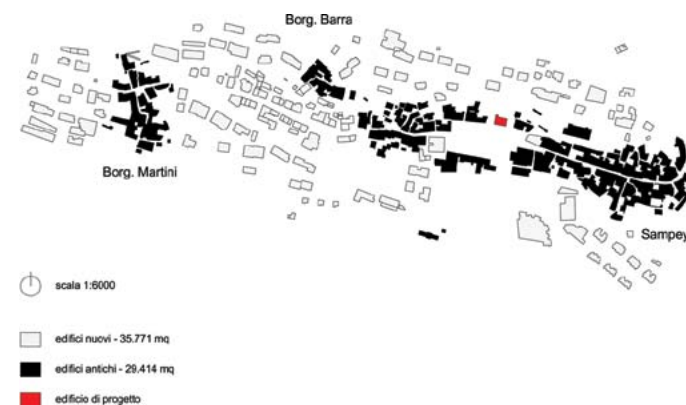 Borg. Barra
Borg. Martini
Sampey
scala 1:6000
edifici nuovi - 35.771 mq
edifici antichi - 29.414 mq
edificio di progetto